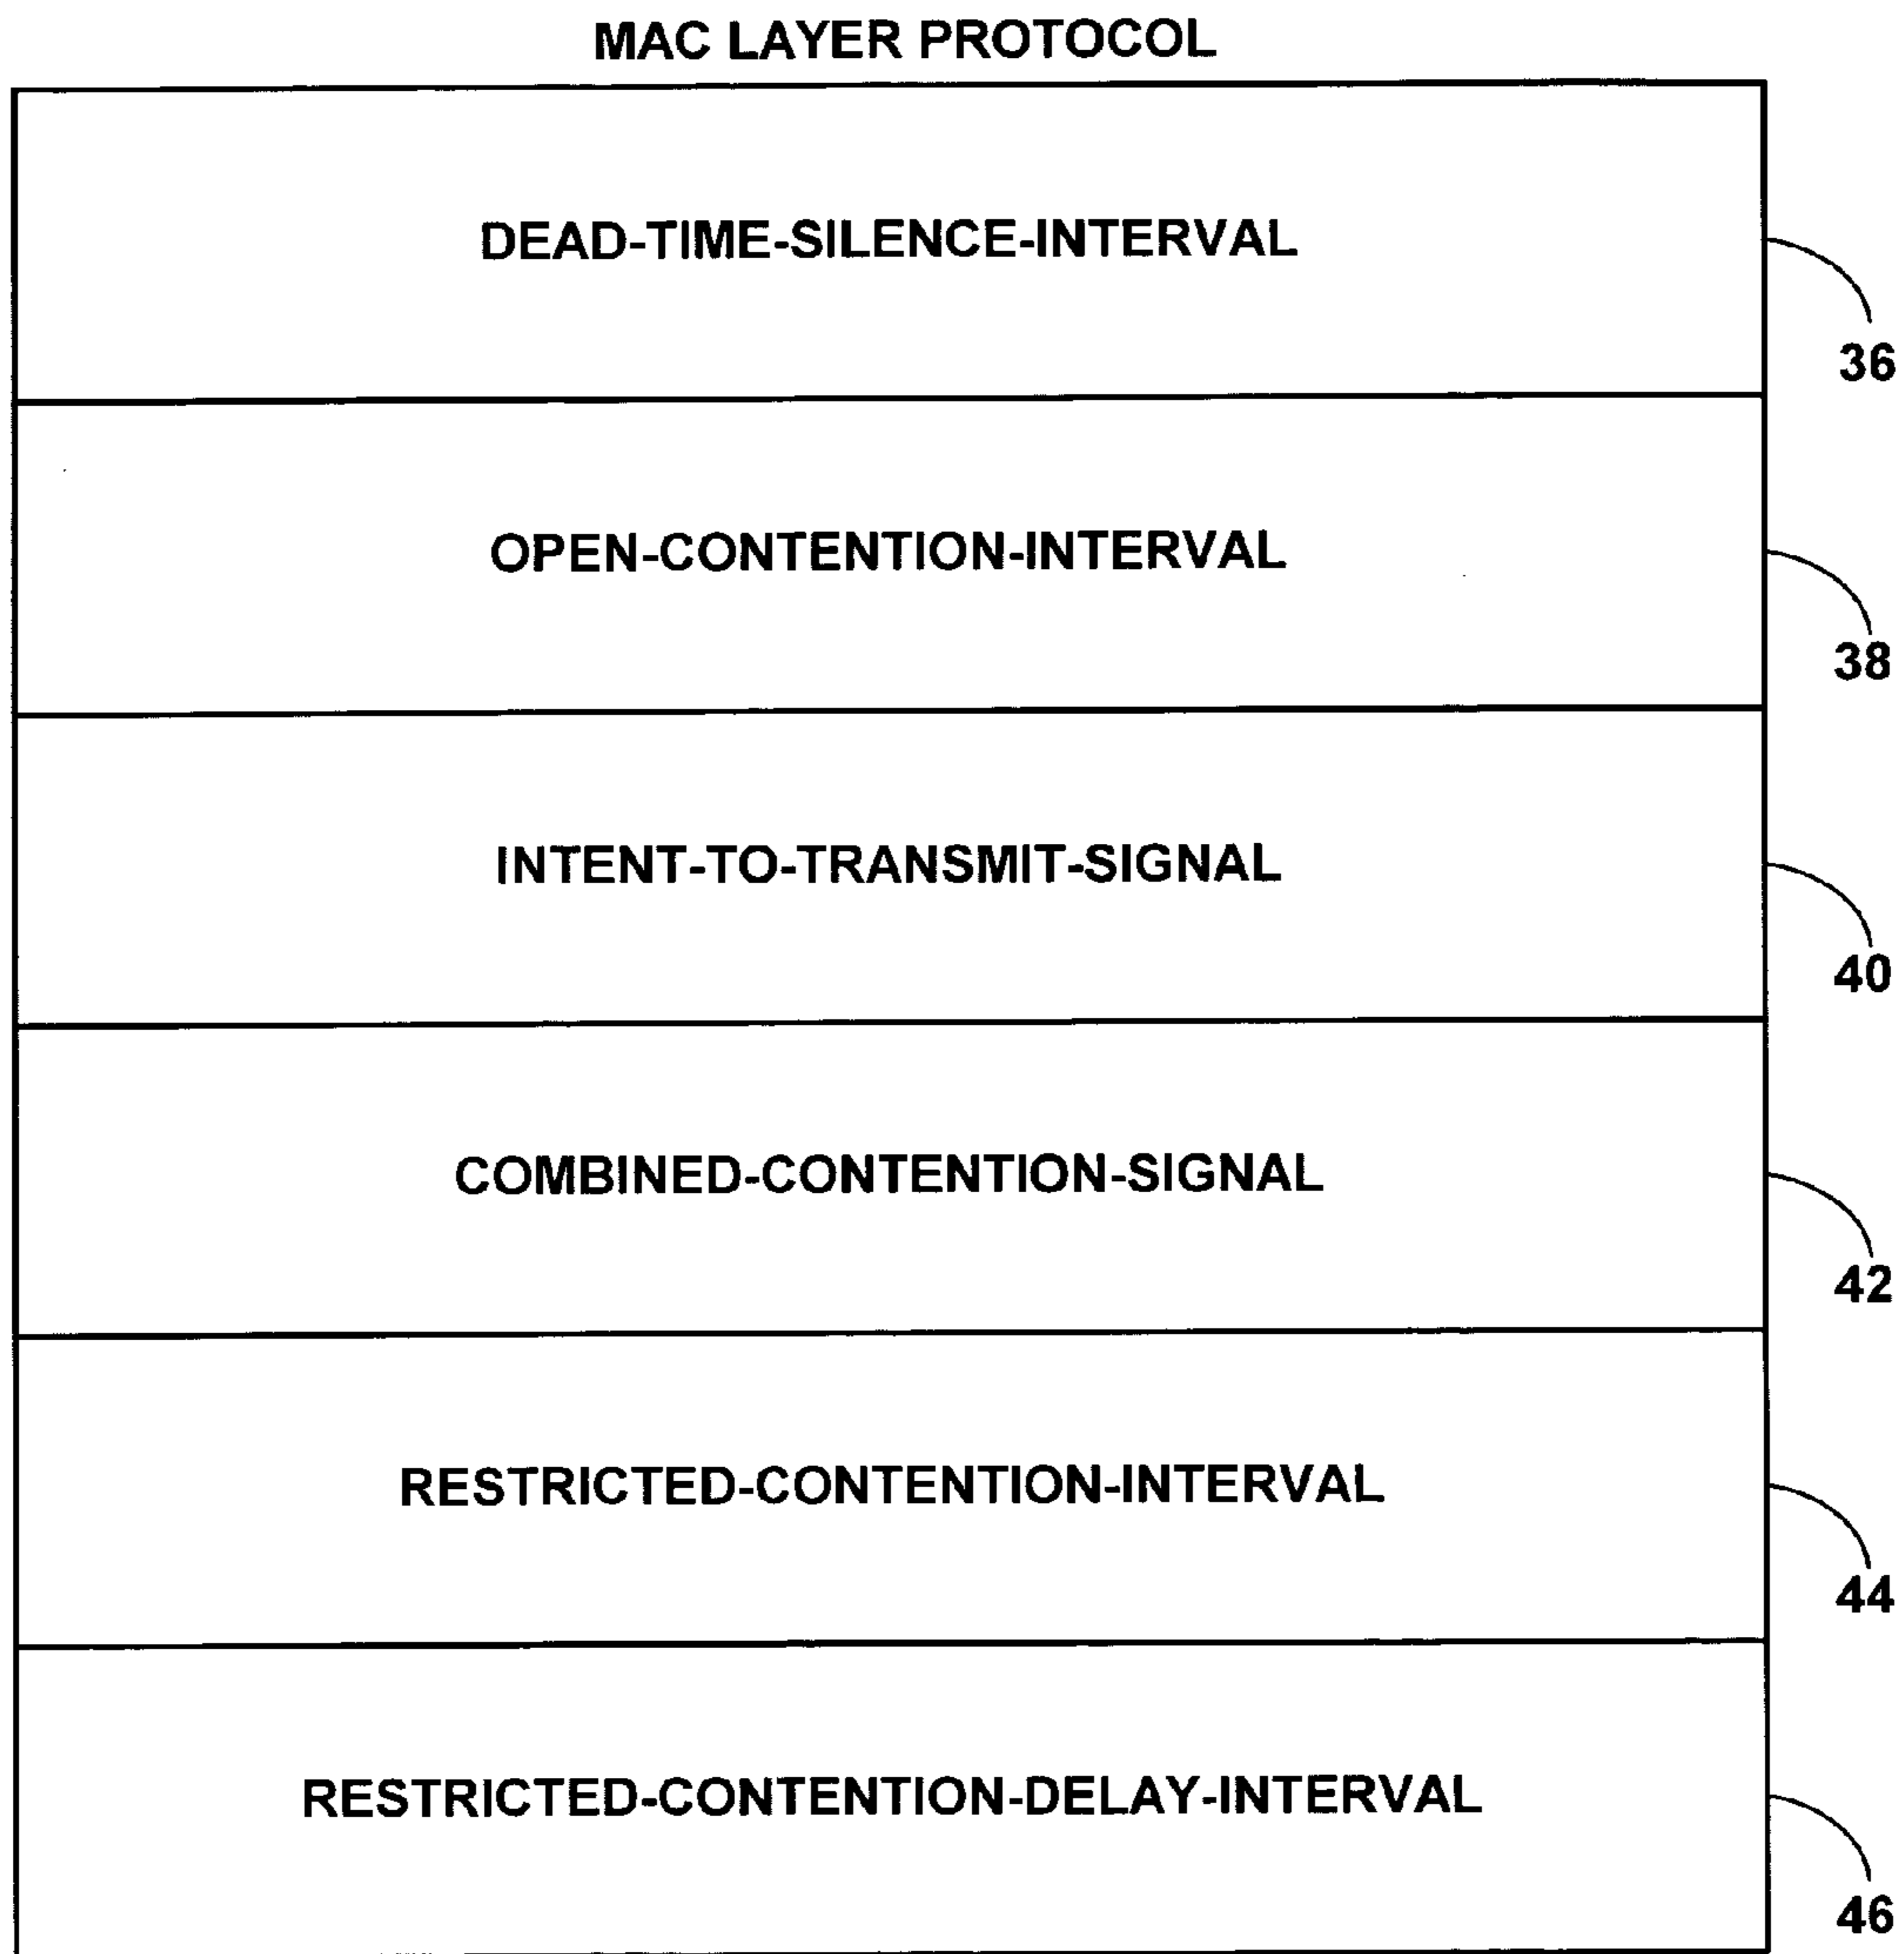 MAC LAYER PROTOCOL
DEAD-TIME-SILENCE-INTERVAL
36
OPEN-CONTENTION-INTERVAL
38
INTENT-TO-TRANSMIT-SIGNAL
40
COMBINED-CONTENTION-SIGNAL
42
RESTRICTED-CONTENTION-INTERVAL
44
RESTRICTED-CONTENTION-DELAY-INTERVAL
46